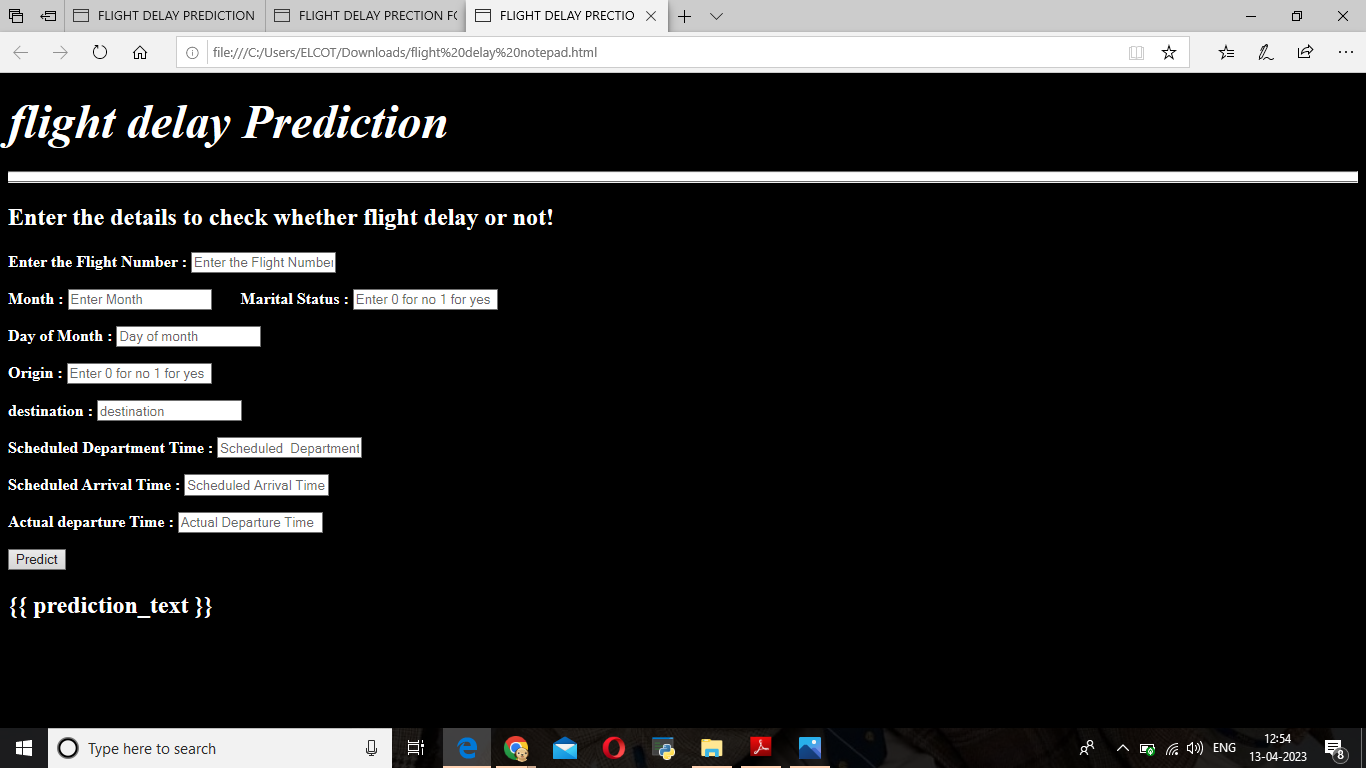 FLIGHT DELAY PREDICTION
FLIGHT DELAY PRECTION FO
FLIGHT DELAY PRECTIO
file:///C:/Users/ELCOT/Downloads/flight%20delay%20notepad.html
flight delay Prediction
Enter the details to check whether flight delay or not!
Enter the Flight Number : Enter the Flight Number
Month : Enter Month Marital Status : Enter 0 for no 1 for yes
Day of Month : Day of month
Origin : Enter 0 for no 1 for yes
destination : destination
Scheduled Department Time : Scheduled Department
Scheduled Arrival Time : Scheduled Arrival Time
Actual departure Time : Actual Departure Time
Predict
{{ prediction_text }}
Type here to search
ENG
12:54
13-04-2023
8